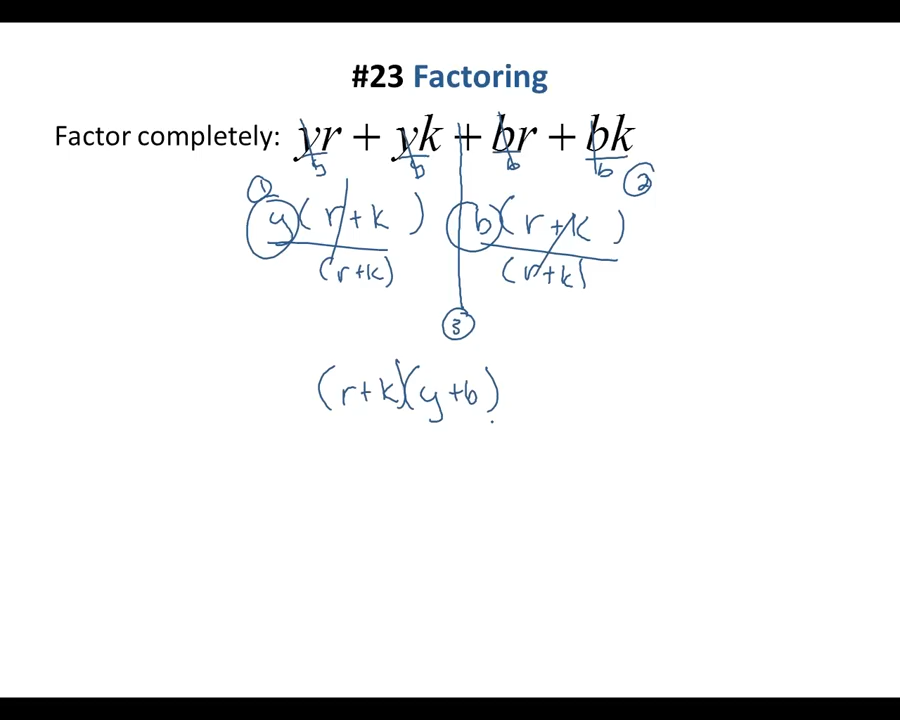 #23 Factoring
Factor completely: yr + yk + br + bk
b b
② 
① y(r+k) b(r+k)
(r+k) (r+k)
③
(r+k)(y+b)